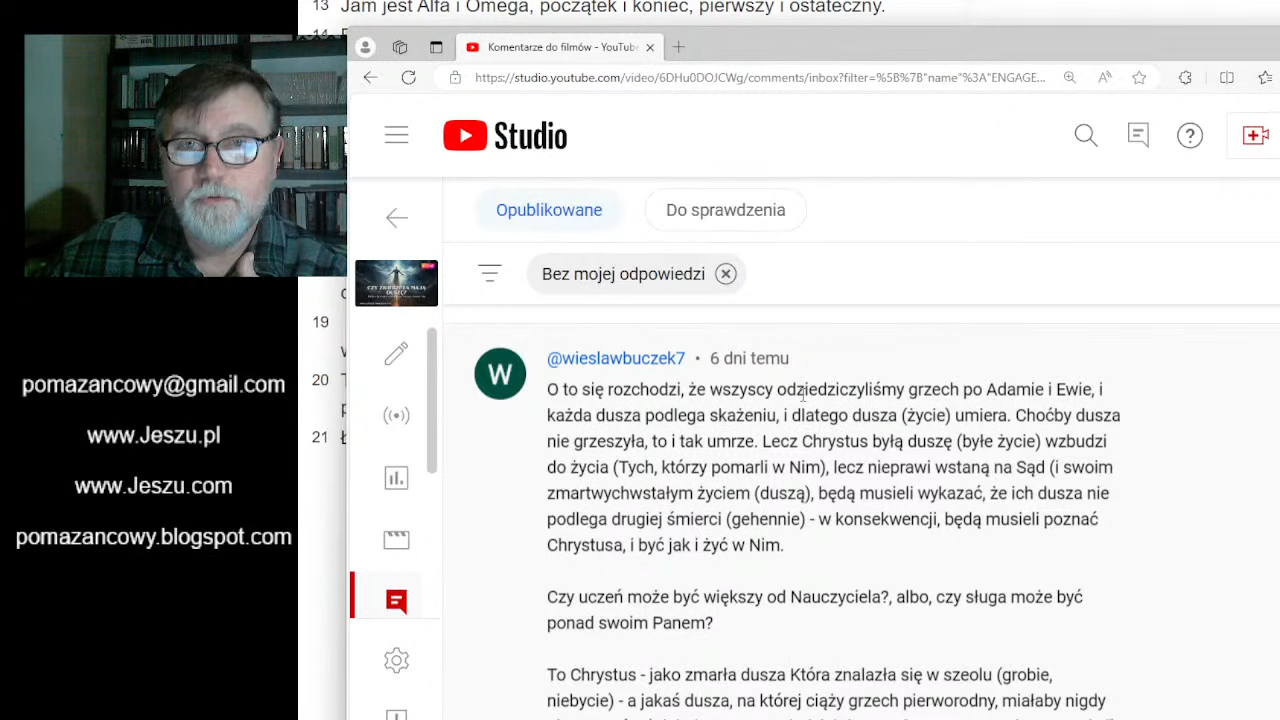 13 Jam jest Alfa i Omega, początek i koniec, pierwszy i ostateczny.
14
Komentarze do filmów - YouTube
https://studio.youtube.com/video/6DHu0DOJCWg/comments/inbox?filter=%5B%7B"name"%3A"ENGAGE...
Studio
Opublikowane
Do sprawdzenia
Bez mojej odpowiedzi
CZY ZWIERZĘTA MAJĄ
DUSZĘ?
19
20
21
pomazancowy@gmail.com
www.Jeszu.pl
www.Jeszu.com
pomazancowy.blogspot.com
W
@wieslawbuczek7 • 6 dni temu
O to się rozchodzi, że wszyscy odziedziczyliśmy grzech po Adamie i Ewie, i
każda dusza podlega skażeniu, i dlatego dusza (życie) umiera. Choćby dusza
nie grzeszyła, to i tak umrze. Lecz Chrystus byłą duszę (byłe życie) wzbudzi
do życia (Tych, którzy pomarli w Nim), lecz nieprawi wstaną na Sąd (i swoim
zmartwychwstałym życiem (duszą), będą musieli wykazać, że ich dusza nie
podlega drugiej śmierci (gehennie) - w konsekwencji, będą musieli poznać
Chrystusa, i być jak i żyć w Nim.
Czy uczeń może być większy od Nauczyciela?, albo, czy sługa może być
ponad swoim Panem?
To Chrystus - jako zmarła dusza Która znalazła się w szeolu (grobie,
niebycie) - a jakaś dusza, na której ciąży grzech pierworodny, miałaby nigdy